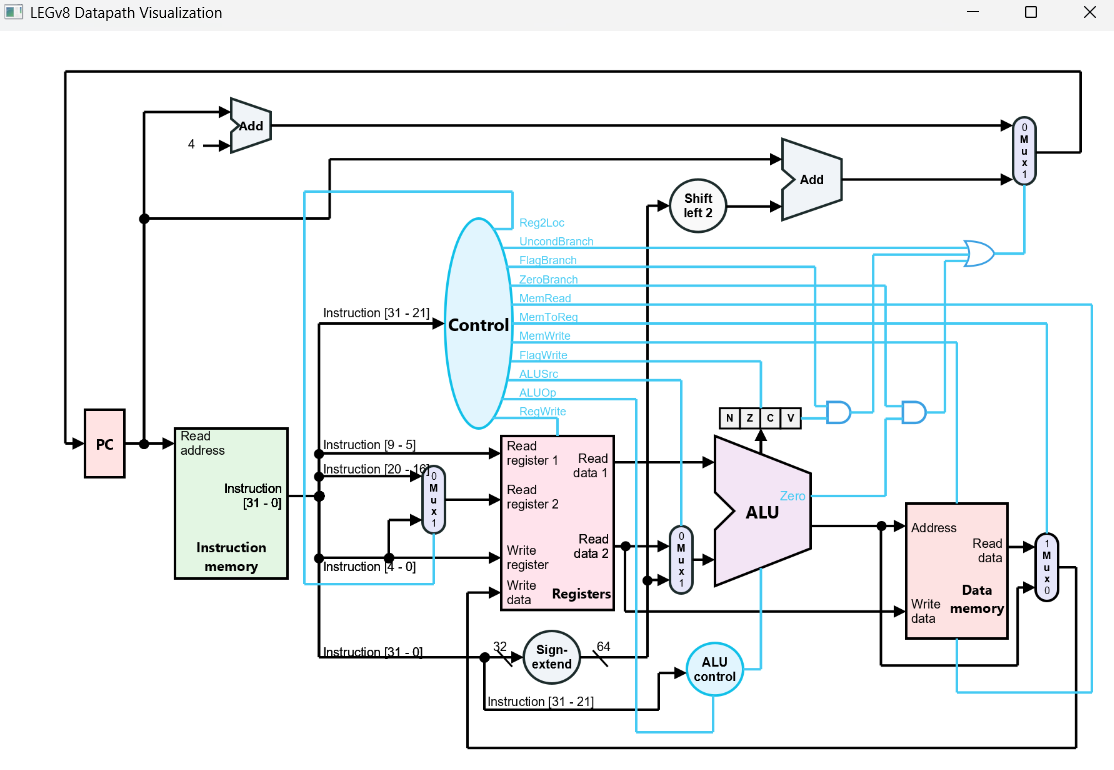 LEGv8 Datapath Visualization
Add
4
0
M
u
x
1
Add
Shift
left 2
Reg2Loc
UncondBranch
FlagBranch
ZeroBranch
MemRead
MemToReg
MemWrite
FlagWrite
ALUSrc
ALUOp
RegWrite
Instruction [31 - 21]
Control
N Z C V
PC
Read
address
Instruction
[31 - 0]
Instruction
memory
Instruction [9 - 5]
Instruction [20 - 16]
0
M
u
x
1
Instruction [4 - 0]
Read
register 1
Read
data 1
Read
register 2
Read
data 2
Write
register
Write
data
Registers
0
M
u
x
1
Zero
ALU
Address
Read
data
Data
memory
Write
data
1
M
u
x
0
Instruction [31 - 0]
32
Sign-
extend
64
ALU
control
Instruction [31 - 21]